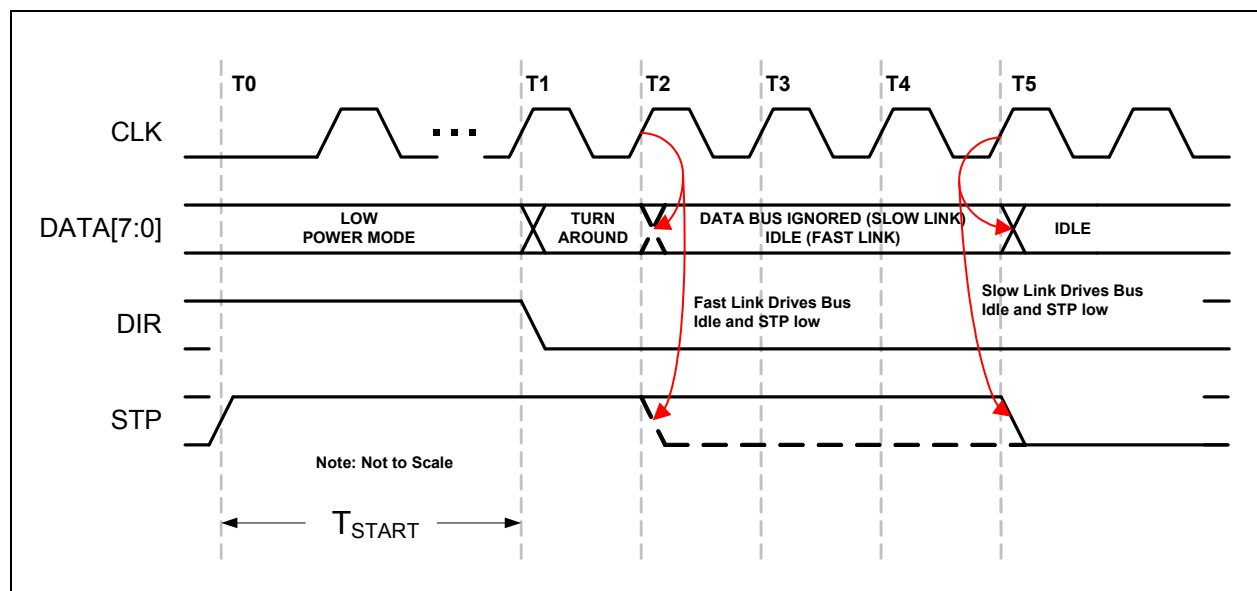 T0
T1
T2
T3
T4
T5
CLK
DATA[7:0]
LOW
POWER MODE
TURN
AROUND
DATA BUS IGNORED (SLOW LINK)
IDLE (FAST LINK)
IDLE
Fast Link Drives Bus
Idle and STP low
Slow Link Drives Bus
Idle and STP low
DIR
STP
Note: Not to Scale
TSTART